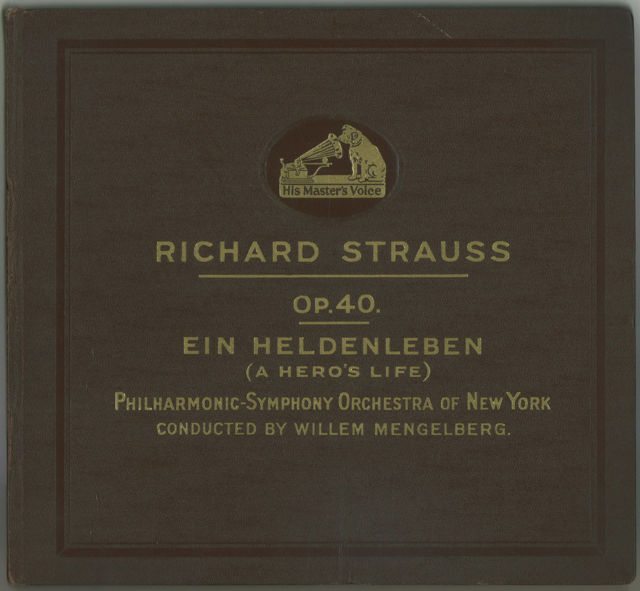 His Master's Voice
RICHARD STRAUSS
OP.40.
EIN HELDENLEBEN
(A HERO'S LIFE)
PHILHARMONIC-SYMPHONY ORCHESTRA OF NEW YORK
CONDUCTED BY WILLEM MENGELBERG.